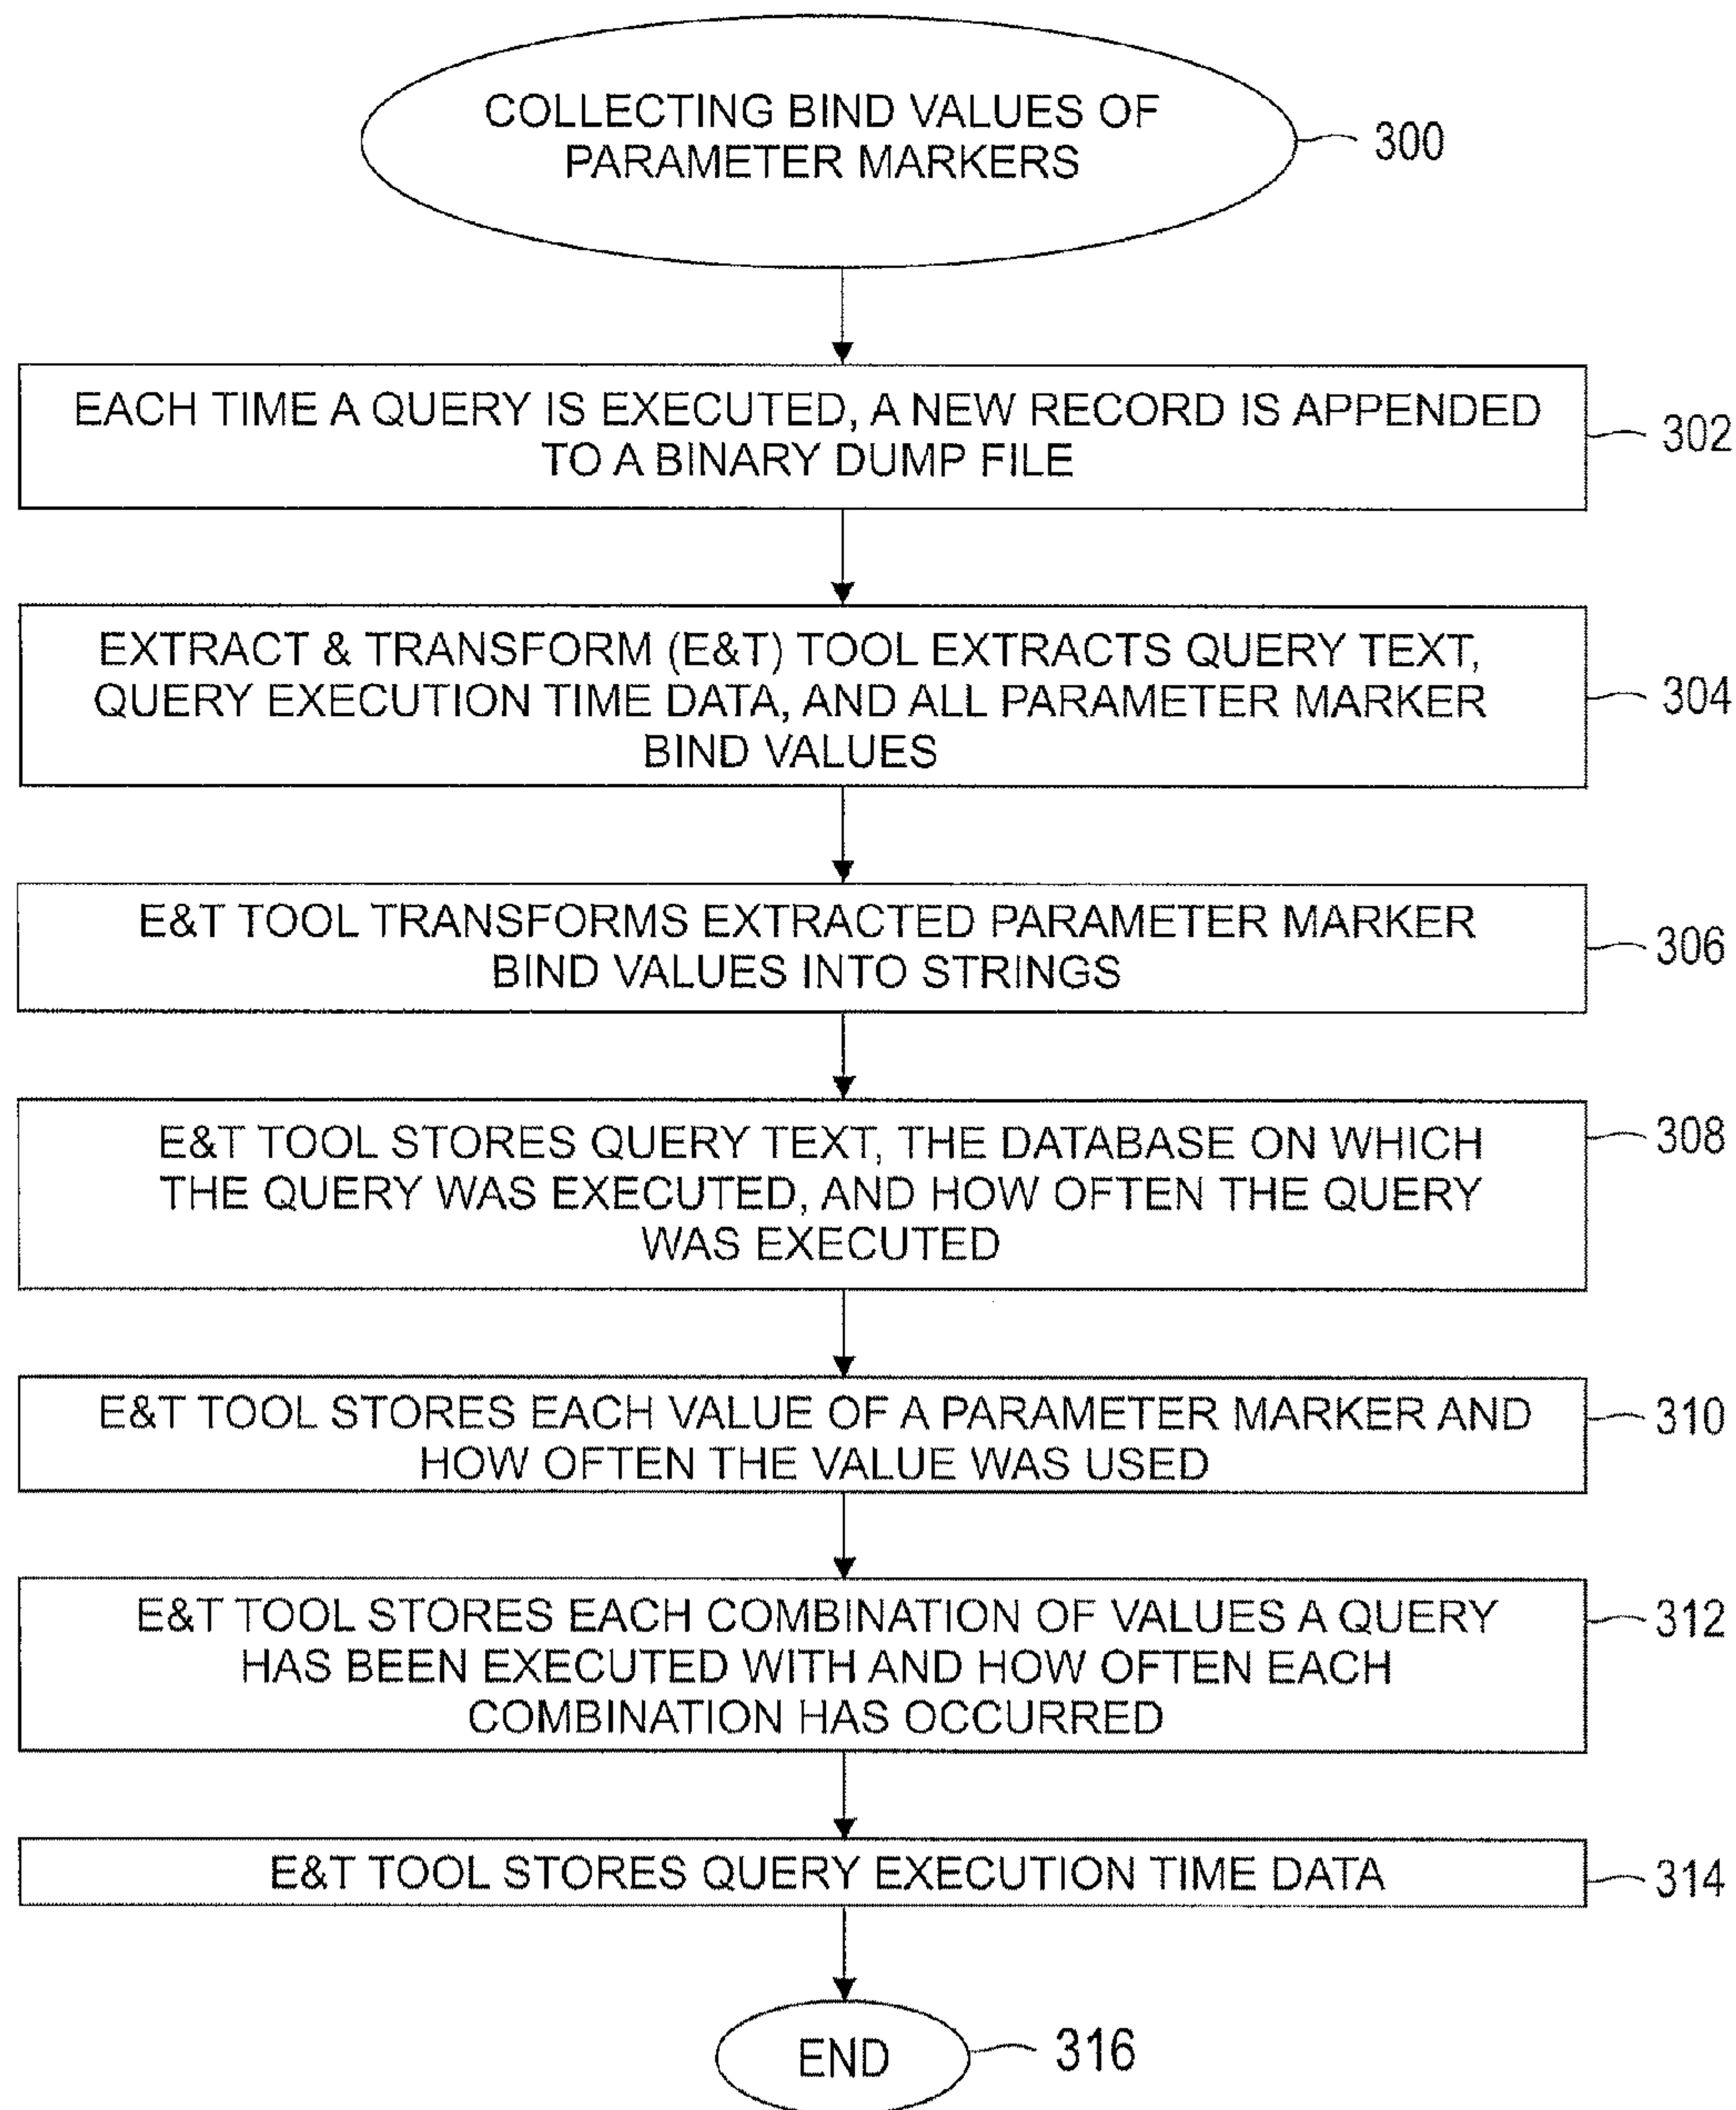 COLLECTING BIND VALUES OF
PARAMETER MARKERS
300
EACH TIME A QUERY IS EXECUTED, A NEW RECORD IS APPENDED
TO A BINARY DUMP FILE
302
EXTRACT & TRANSFORM (E&T) TOOL EXTRACTS QUERY TEXT,
QUERY EXECUTION TIME DATA, AND ALL PARAMETER MARKER
BIND VALUES
304
E&T TOOL TRANSFORMS EXTRACTED PARAMETER MARKER
BIND VALUES INTO STRINGS
306
E&T TOOL STORES QUERY TEXT, THE DATABASE ON WHICH
THE QUERY WAS EXECUTED, AND HOW OFTEN THE QUERY
WAS EXECUTED
308
E&T TOOL STORES EACH VALUE OF A PARAMETER MARKER AND
HOW OFTEN THE VALUE WAS USED
310
E&T TOOL STORES EACH COMBINATION OF VALUES A QUERY
HAS BEEN EXECUTED WITH AND HOW OFTEN EACH
COMBINATION HAS OCCURRED
312
E&T TOOL STORES QUERY EXECUTION TIME DATA
314
END
316